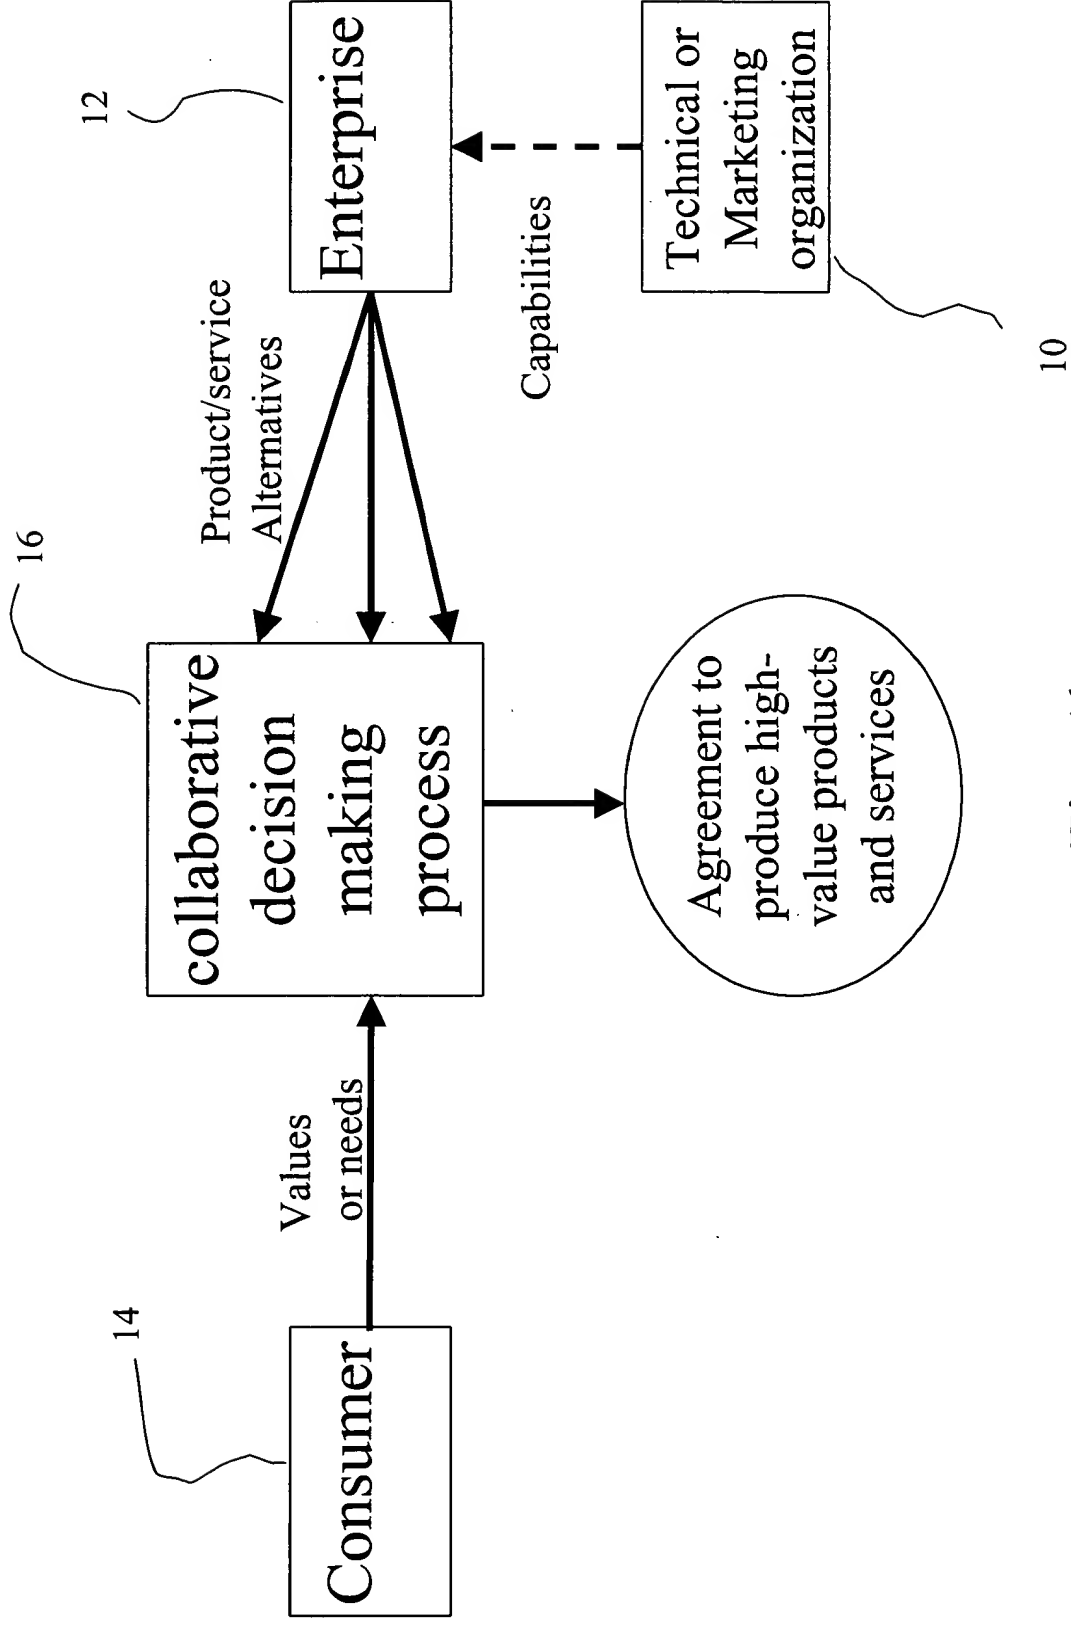 14
Consumer
Values
or needs
16
collaborative
decision
making
process
Product/service
Alternatives
12
Enterprise
Capabilities
Technical or
Marketing
organization
10
Agreement to
produce high-
value products
and services